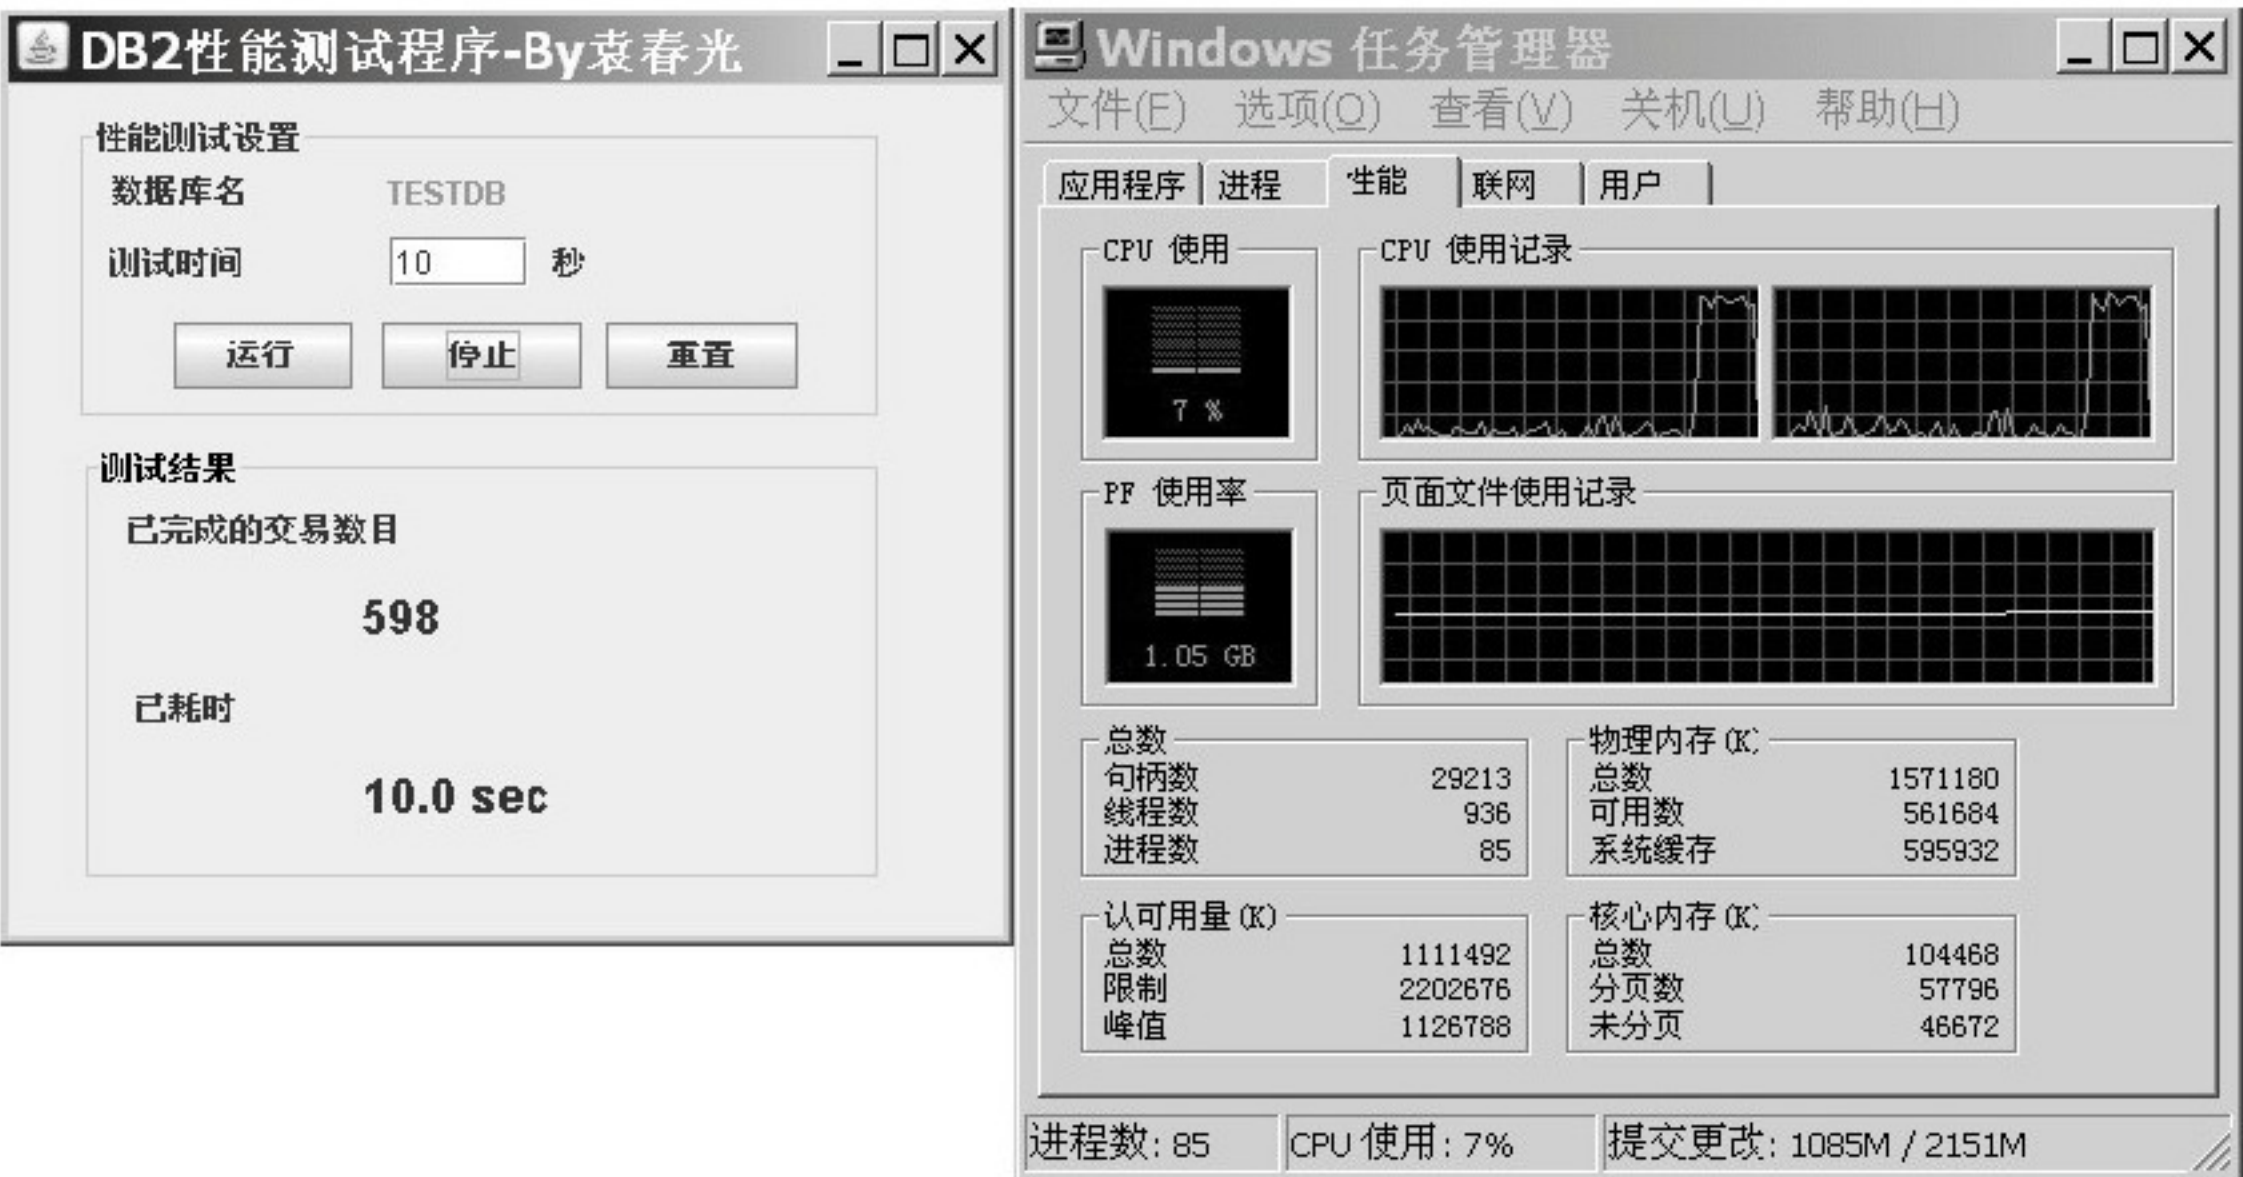 DB2性能测试程序-By袁春光
性能测试设置
数据库名 TESTDB
测试时间 10 秒
运行 停止 重置
测试结果
已完成的交易数目
598
已耗时
10.0 sec
Windows 任务管理器
文件(F) 选项(O) 查看(V) 关机(U) 帮助(H)
应用程序 进程 性能 联网 用户
CPU 使用 CPU 使用记录
7 %
PF 使用率 页面文件使用记录
1.05 GB
总数
句柄数 29213
线程数 936
进程数 85
物理内存(K)
总数 1571180
可用数 561684
系统缓存 595932
认可用量(K)
总数 1111492
限制 2202676
峰值 1126788
核心内存(K)
总数 104468
分页数 57796
未分页 46672
进程数: 85 CPU 使用: 7% 提交更改: 1085M / 2151M